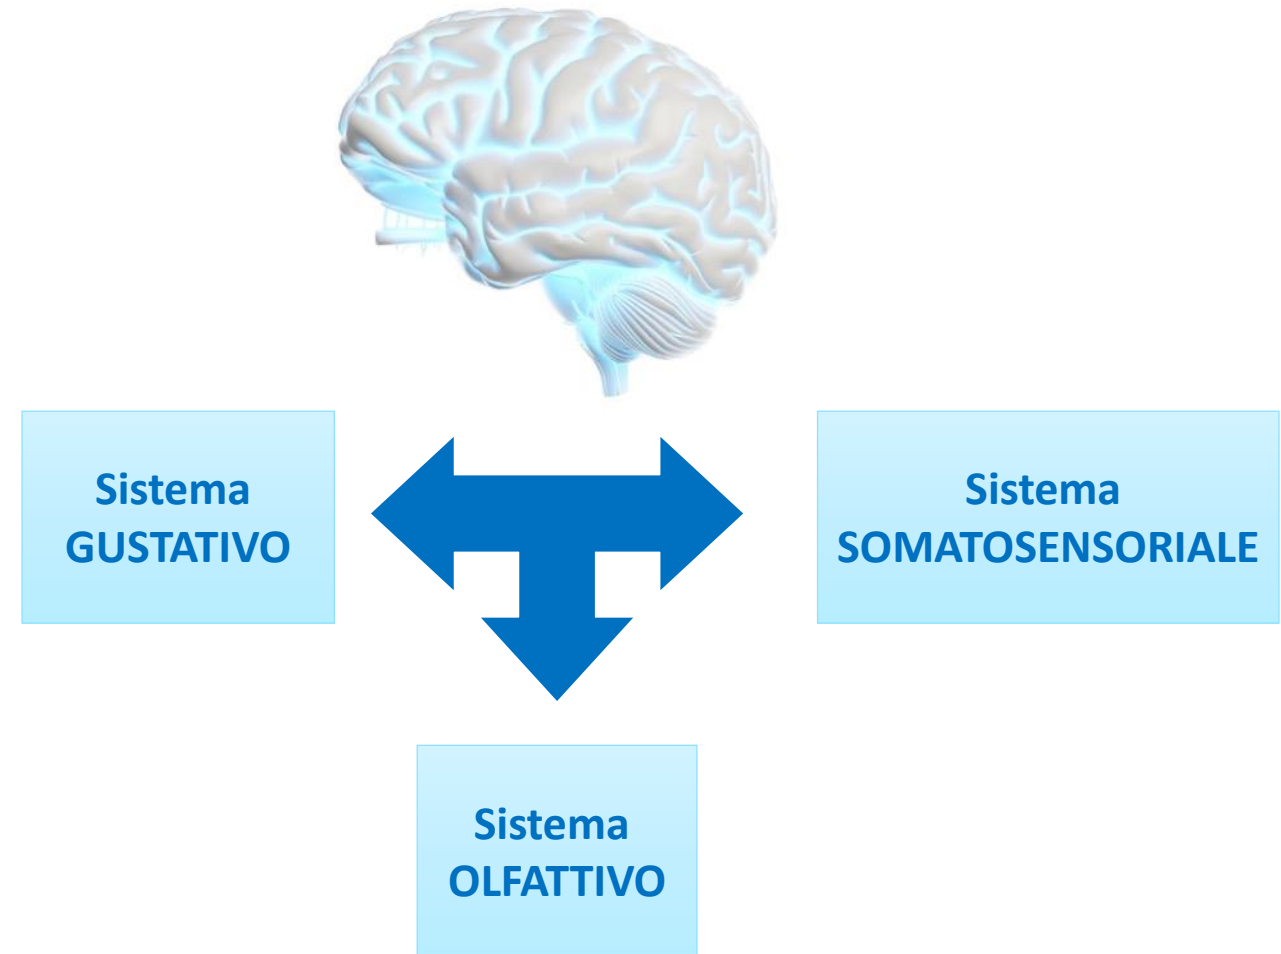 Sistema
GUSTATIVO
Sistema
SOMATOSENSORIALE
Sistema
OLFATTIVO